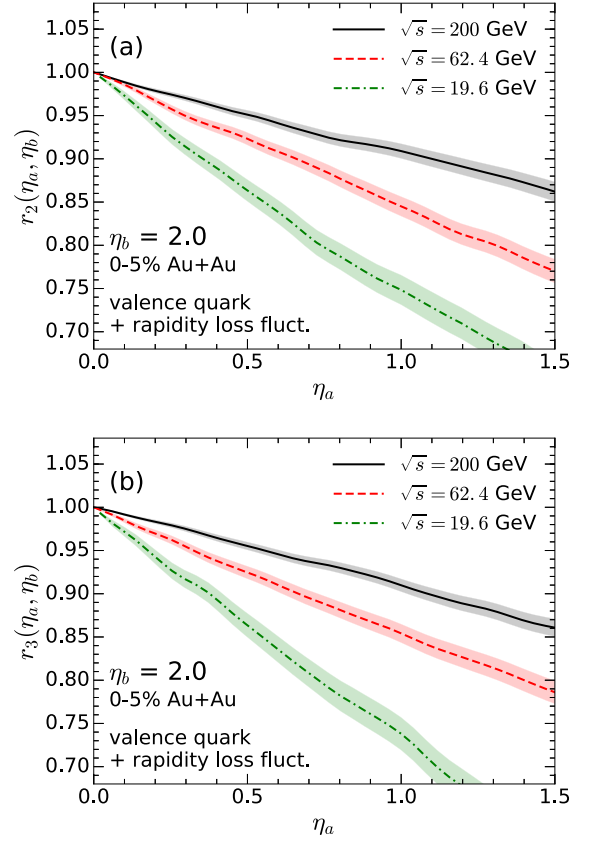 (a)
√s = 200 GeV
√s = 62.4 GeV
√s = 19.6 GeV
1.05
1.00
0.95
0.90
0.85
0.80
0.75
0.70
r₂(ηₐ, η_b)
η_b = 2.0
0-5% Au+Au
valence quark
+ rapidity loss fluct.
0.0 0.5 1.0 1.5
ηₐ
(b)
√s = 200 GeV
√s = 62.4 GeV
√s = 19.6 GeV
1.05
1.00
0.95
0.90
0.85
0.80
0.75
0.70
r₃(ηₐ, η_b)
η_b = 2.0
0-5% Au+Au
valence quark
+ rapidity loss fluct.
0.0 0.5 1.0 1.5
ηₐ